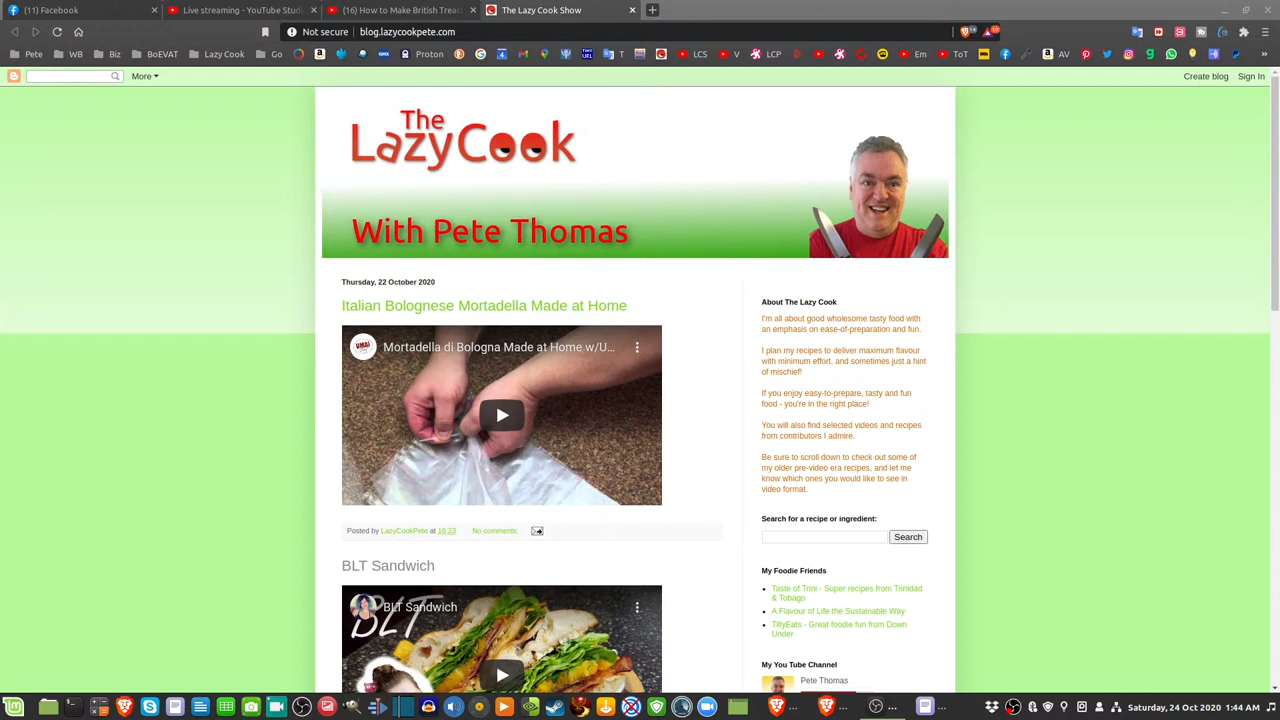 (11) Facebook
Live streaming - YouTube Studi
(16) Mayhem March Trad
The Lazy Cook Show
Not secure | blog.lazycookpete.com
Pete
WB
Biz
BoEVAT
Lazy Cook
Proton
T
LCS
V
LCP
Em
ToT
AV
More
Create blog
Sign In
The
LazyCook
With Pete Thomas
Thursday, 22 October 2020
Italian Bolognese Mortadella Made at Home
Mortadella di Bologna Made at Home w/U...
Posted by LazyCookPete at 16:23
No comments:
BLT Sandwich
BLT Sandwich
BLT
About The Lazy Cook
I'm all about good wholesome tasty food with
an emphasis on ease-of-preparation and fun.
I plan my recipes to deliver maximum flavour
with minimum effort, and sometimes just a hint
of mischief!
If you enjoy easy-to-prepare, tasty and fun
food - you're in the right place!
You will also find selected videos and recipes
from contributors I admire.
Be sure to scroll down to check out some of
my older pre-video era recipes, and let me
know which ones you would like to see in
video format.
Search for a recipe or ingredient:
Search
My Foodie Friends
Taste of Trini - Super recipes from Trinidad
& Tobago
A Flavour of Life the Sustainable Way
TillyEats - Great foodie fun from Down
Under
My You Tube Channel
Pete Thomas
Saturday, 24 Oct 2020 1:44 AM